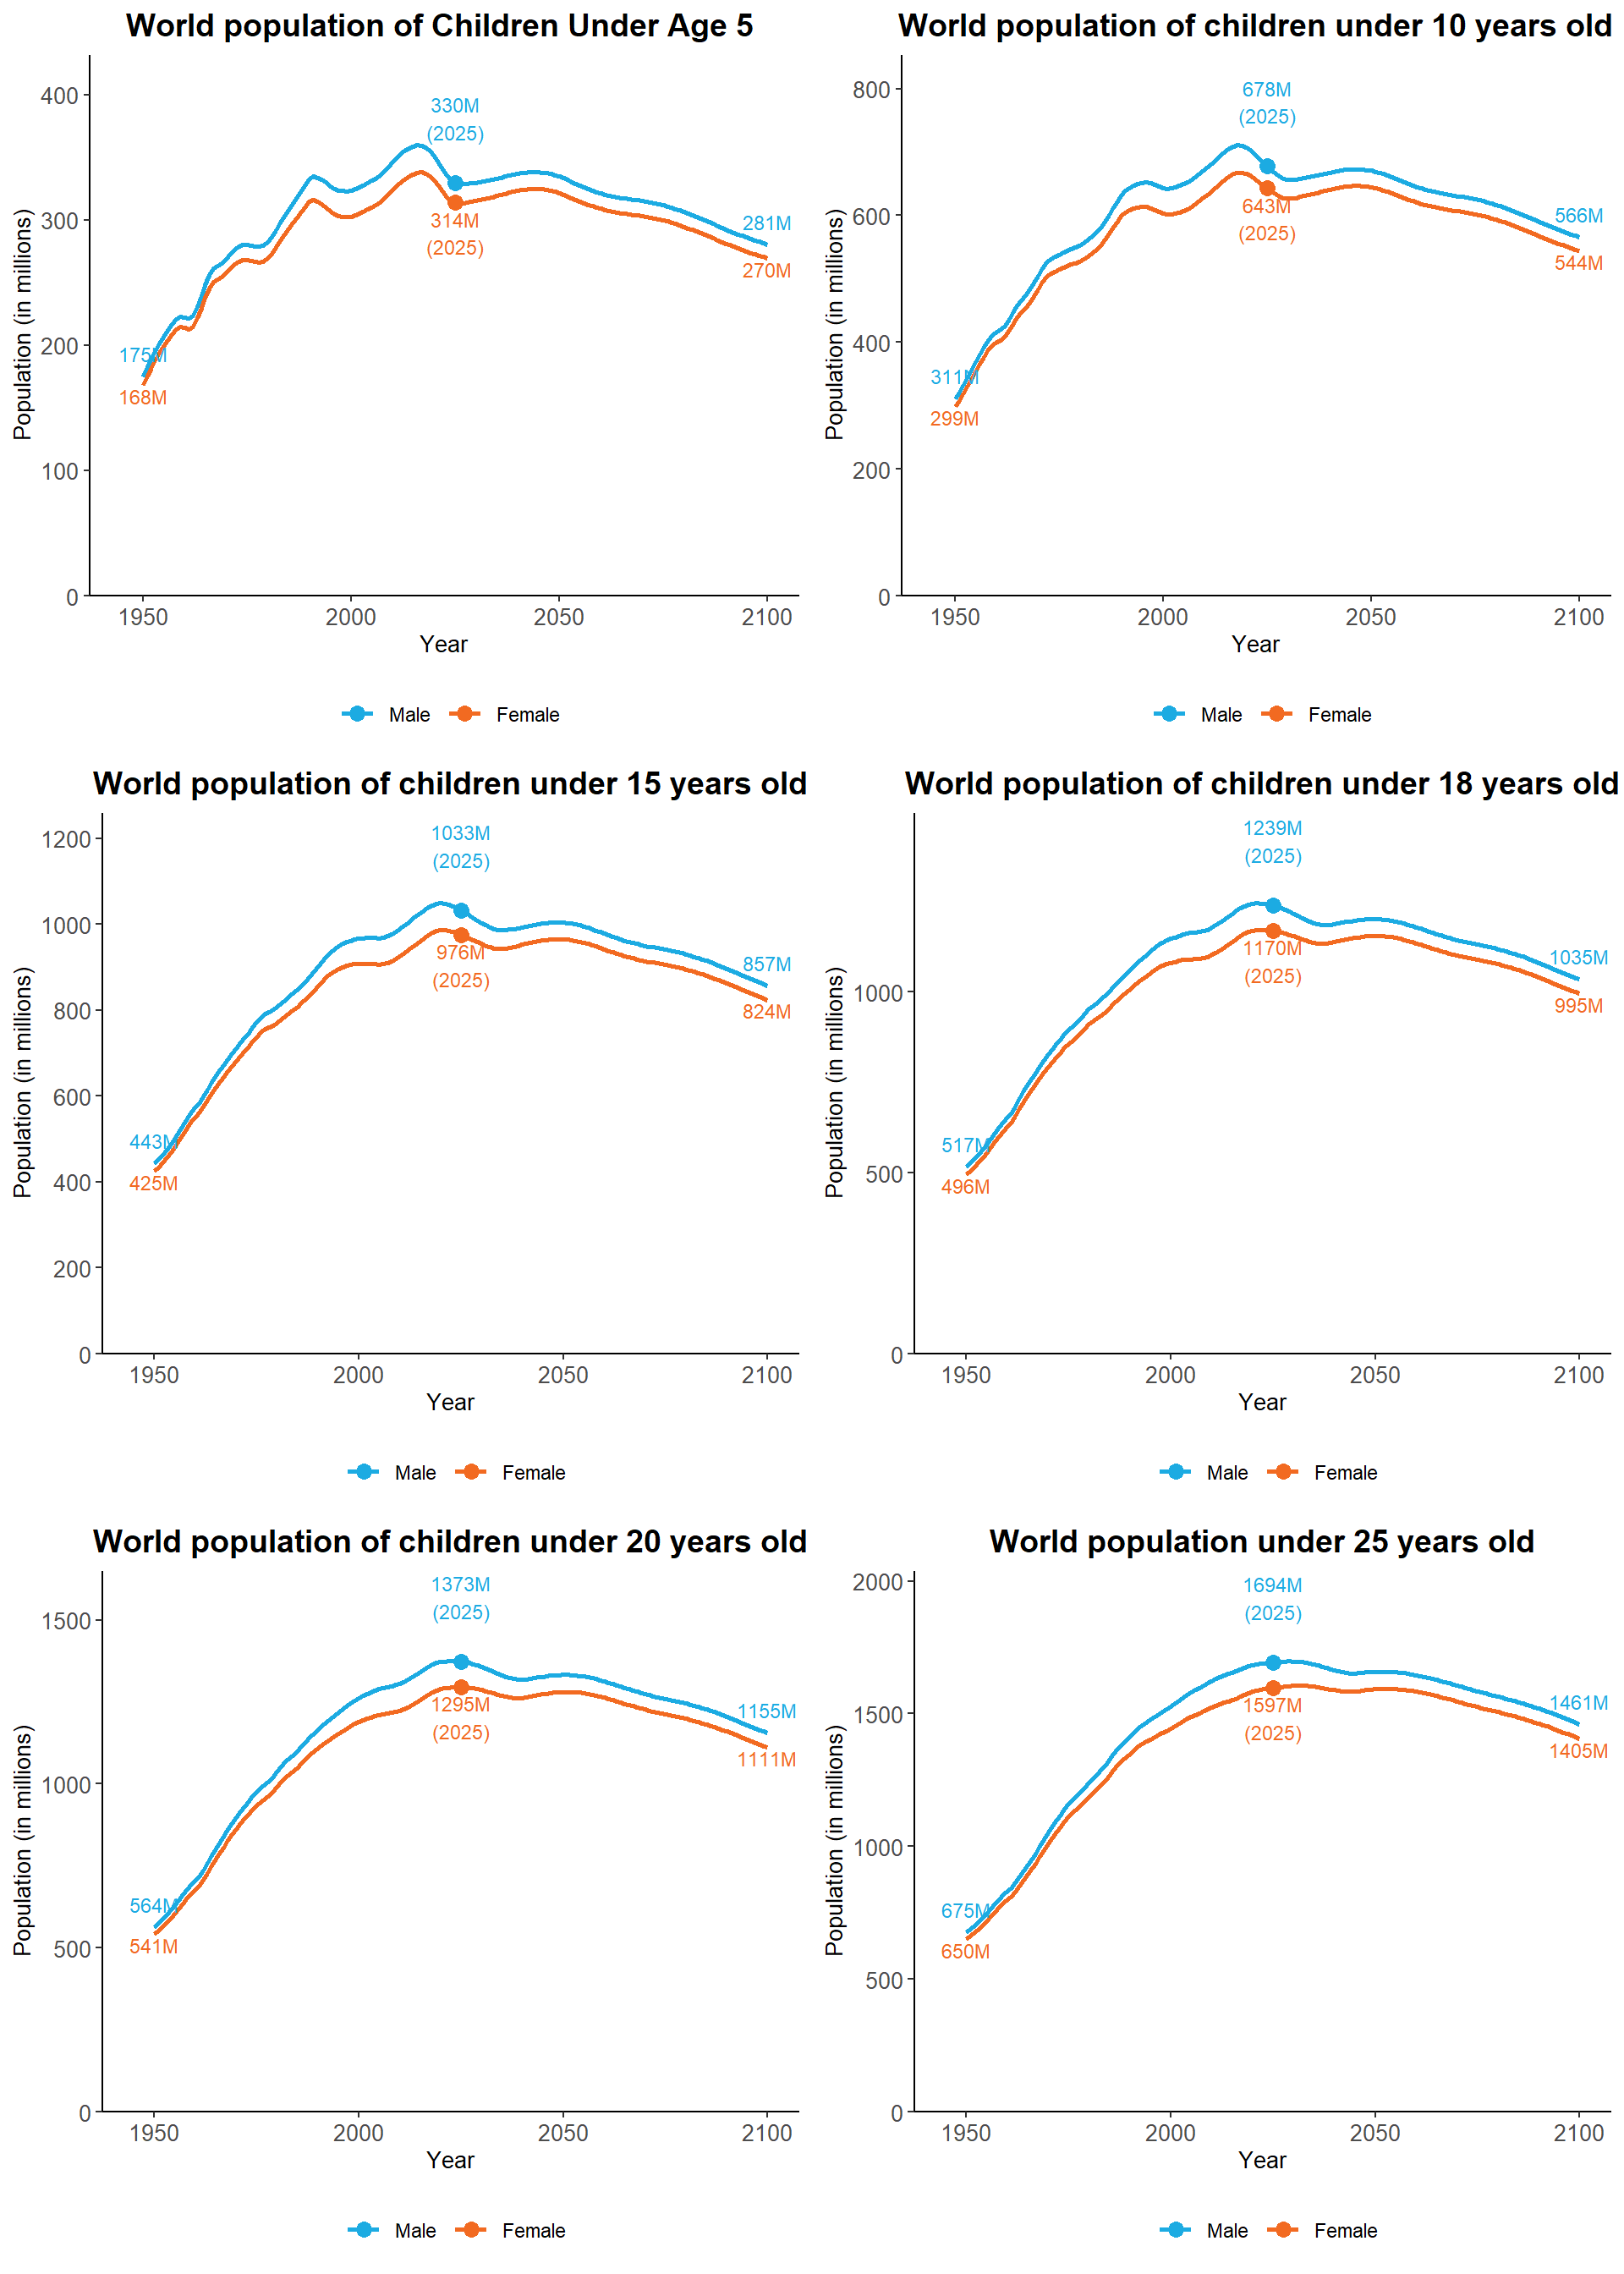 World population of Children Under Age 5
Population (in millions)
400
300
200
100
0
330M
(2025)
314M
(2025)
281M
270M
175M
168M
1950 2000 2050 2100
Year
Male Female
World population of children under 10 years old
Population (in millions)
800
600
400
200
0
678M
(2025)
643M
(2025)
566M
544M
311M
299M
1950 2000 2050 2100
Year
Male Female
World population of children under 15 years old
Population (in millions)
1200
1000
800
600
400
200
0
1033M
(2025)
976M
(2025)
857M
824M
443M
425M
1950 2000 2050 2100
Year
Male Female
World population of children under 18 years old
Population (in millions)
1000
500
0
1239M
(2025)
1170M
(2025)
1035M
995M
517M
496M
1950 2000 2050 2100
Year
Male Female
World population of children under 20 years old
Population (in millions)
1500
1000
500
0
1373M
(2025)
1295M
(2025)
1155M
1111M
564M
541M
1950 2000 2050 2100
Year
Male Female
World population under 25 years old
Population (in millions)
2000
1500
1000
500
0
1694M
(2025)
1597M
(2025)
1461M
1405M
675M
650M
1950 2000 2050 2100
Year
Male Female